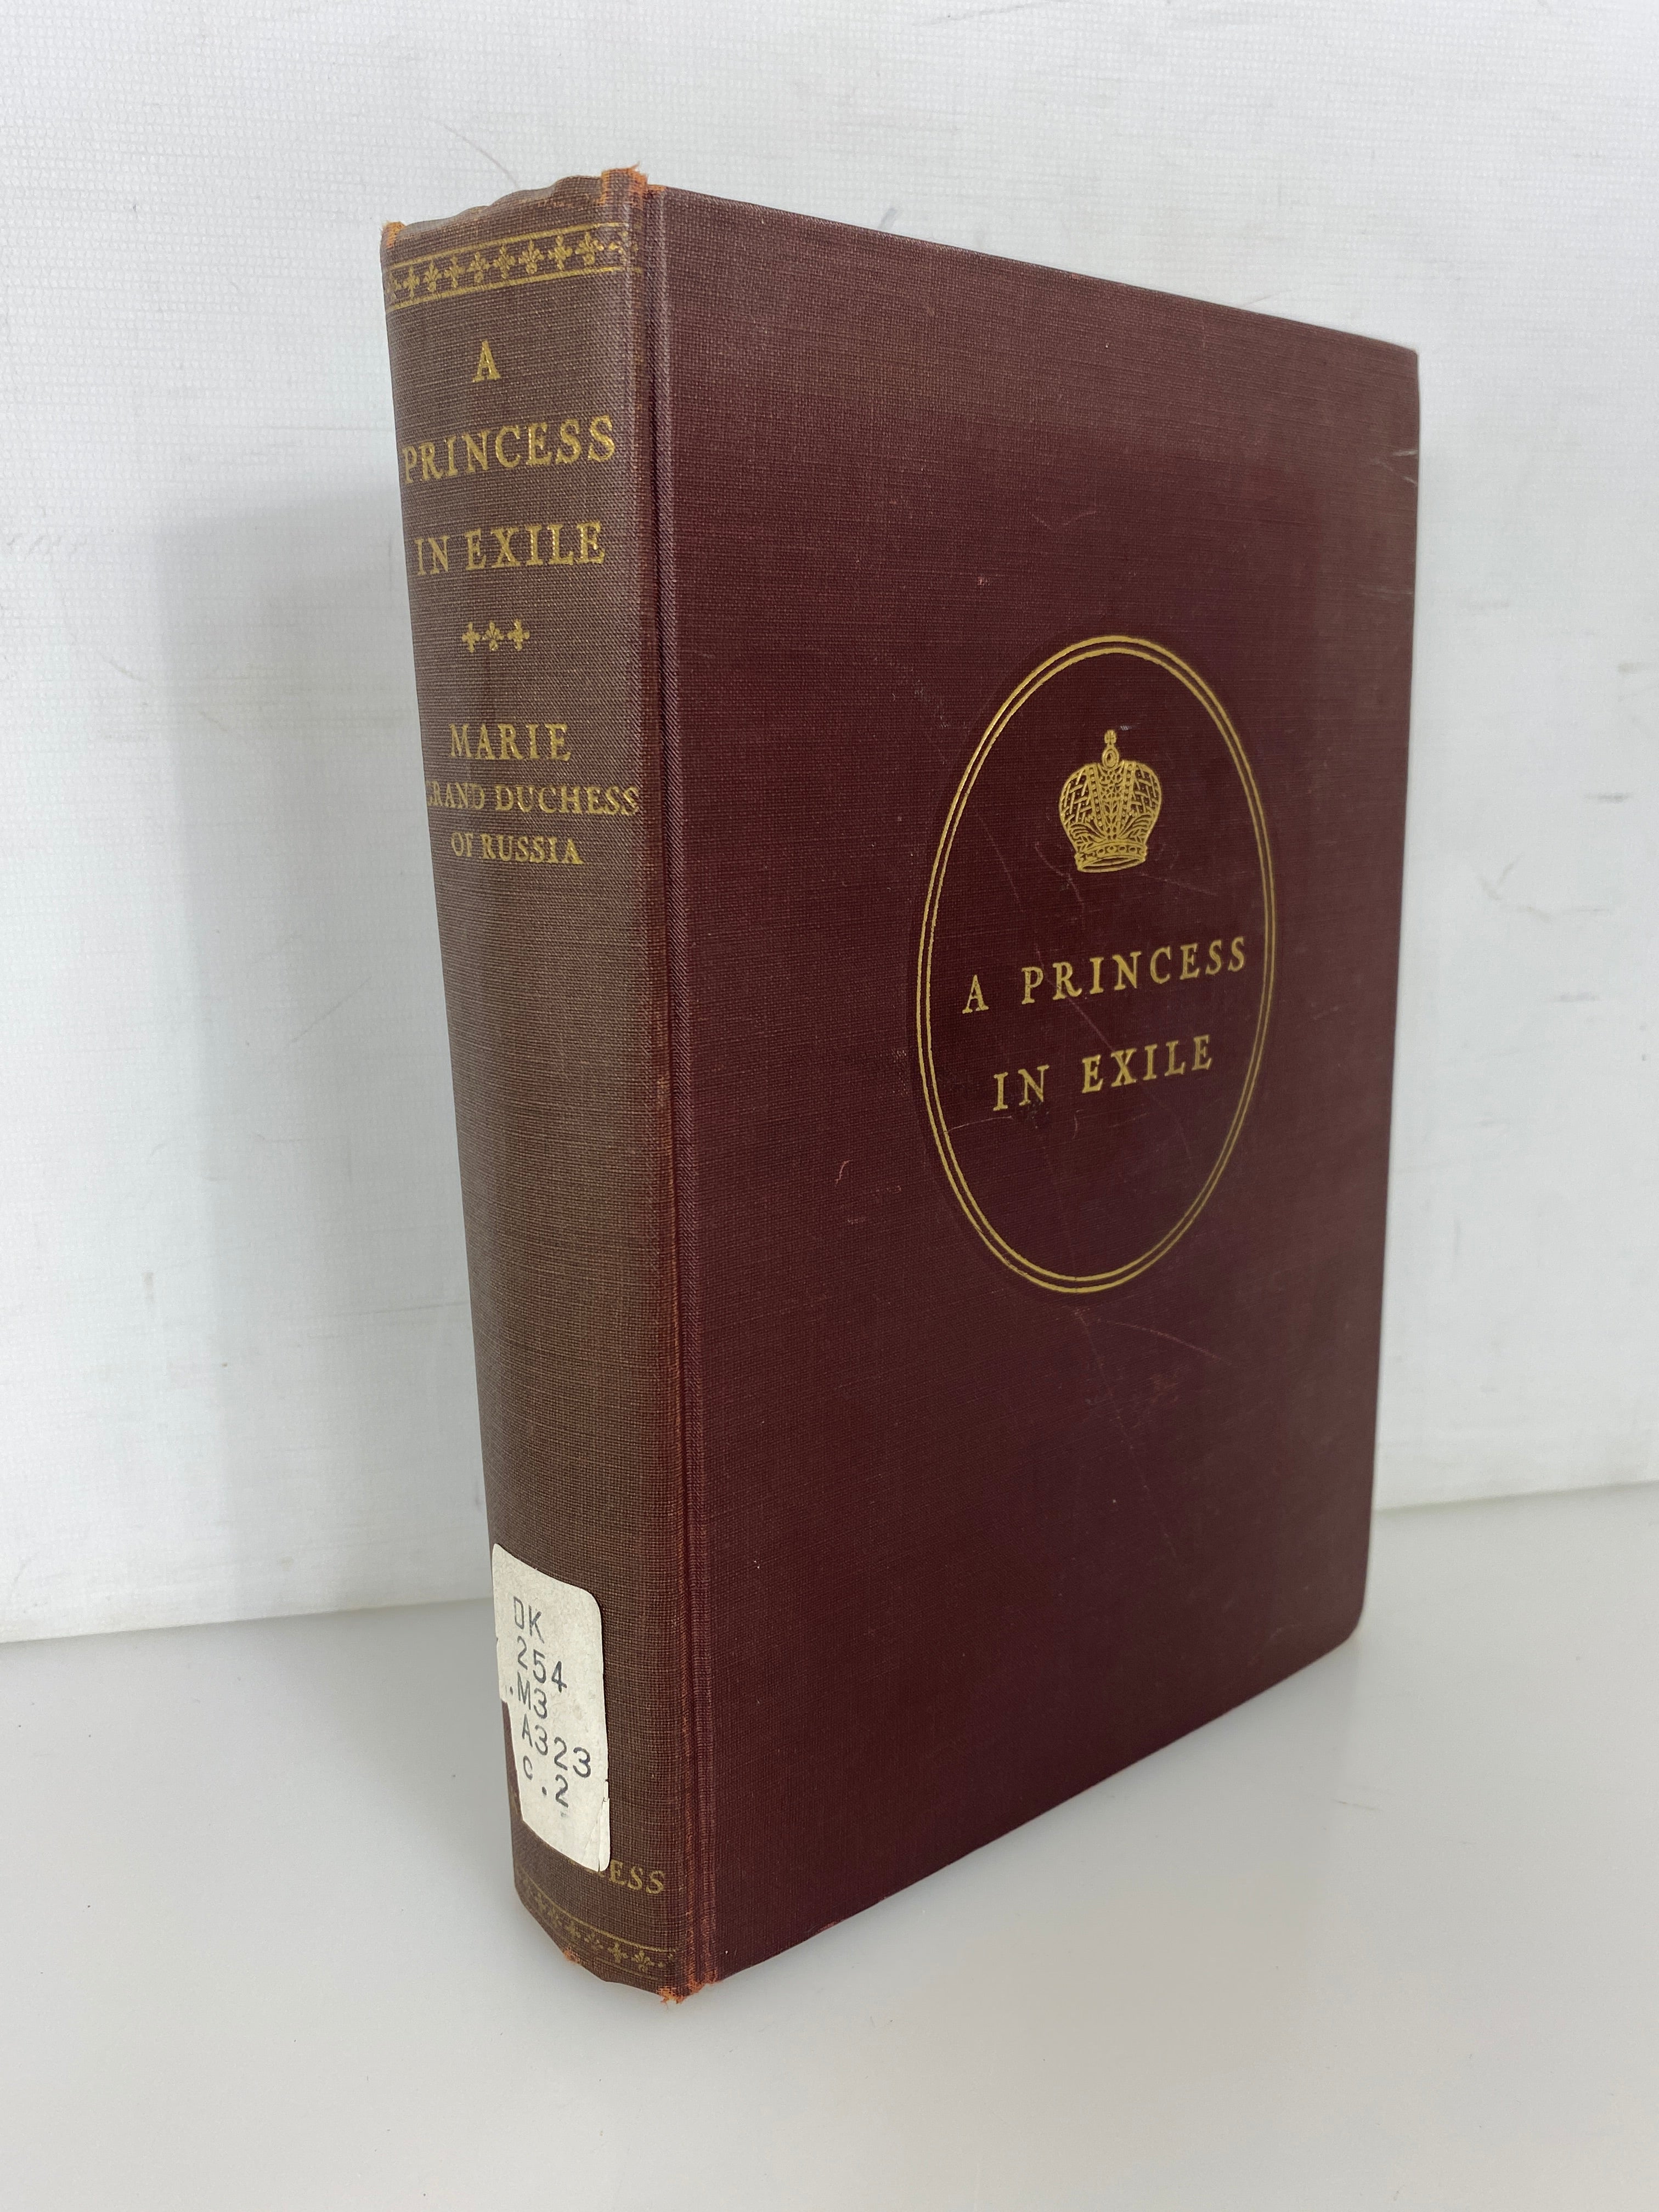 A
PRINCESS
IN EXILE
MARIE
GRAND DUCHESS
Of RUSSIA
DK
254
.M3
A323
c.2
A PRINCESS
IN EXILE